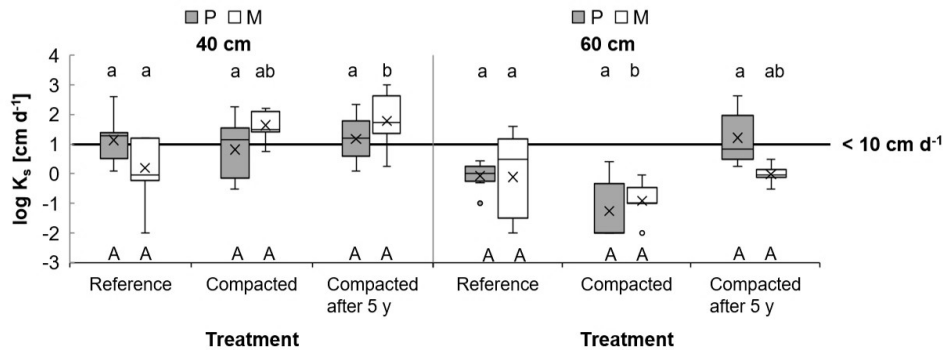 P M P M
40 cm 60 cm
4
3
2
1
0
-1
-2
-3
log Ks [cm d-1]
a a a ab a b a a a b a ab
< 10 cm d-1
A A A A A A A A A A A A
Reference Compacted Compacted after 5 y Reference Compacted Compacted after 5 y
Treatment Treatment